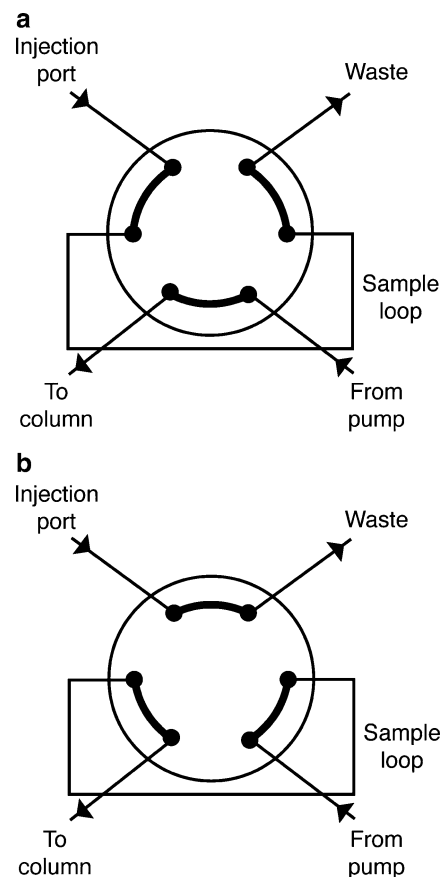 a
Injection
port
Waste
Sample
loop
To
column
From
pump
b
Injection
port
Waste
Sample
loop
To
column
From
pump